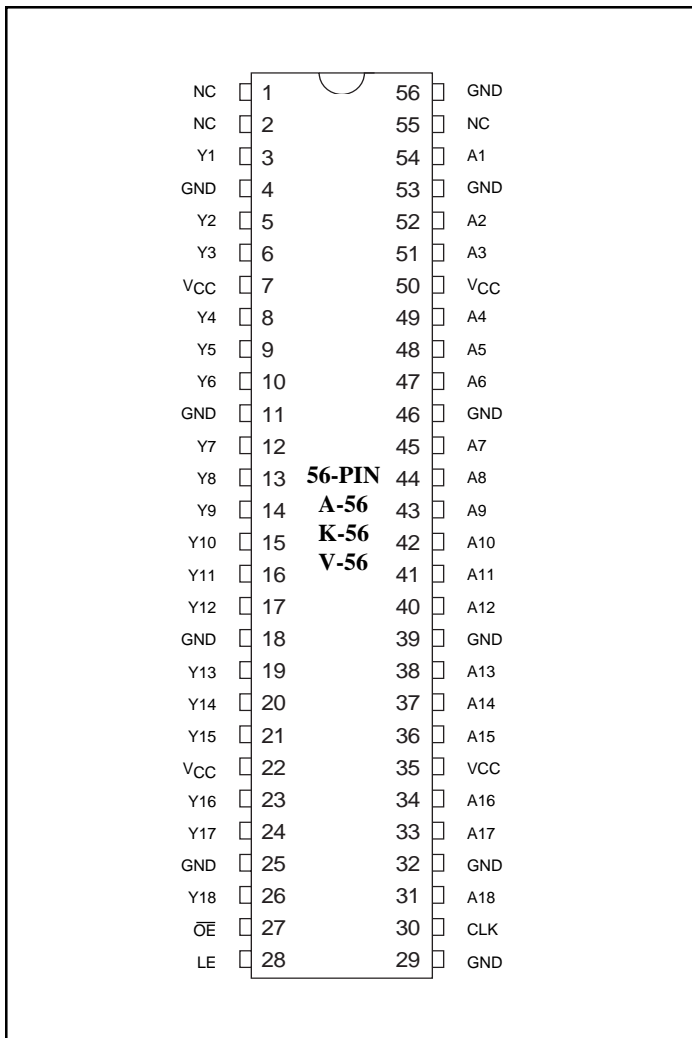 NC 1 56 GND
NC 2 55 NC
Y1 3 54 A1
GND 4 53 GND
Y2 5 52 A2
Y3 6 51 A3
VCC 7 50 VCC
Y4 8 49 A4
Y5 9 48 A5
Y6 10 47 A6
GND 11 46 GND
Y7 12 45 A7
Y8 13 56-PIN 44 A8
Y9 14 A-56 43 A9
Y10 15 K-56 42 A10
Y11 16 V-56 41 A11
Y12 17 40 A12
GND 18 39 GND
Y13 19 38 A13
Y14 20 37 A14
Y15 21 36 A15
VCC 22 35 VCC
Y16 23 34 A16
Y17 24 33 A17
GND 25 32 GND
Y18 26 31 A18
O̅E̅ 27 30 CLK
LE 28 29 GND